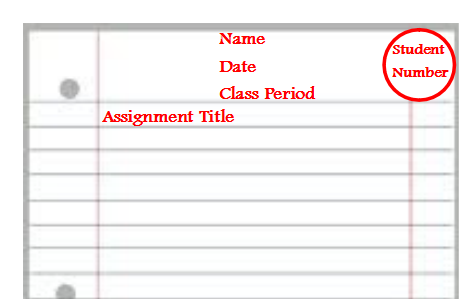 Name
Student
Date
Number
Class Period
Assignment Title